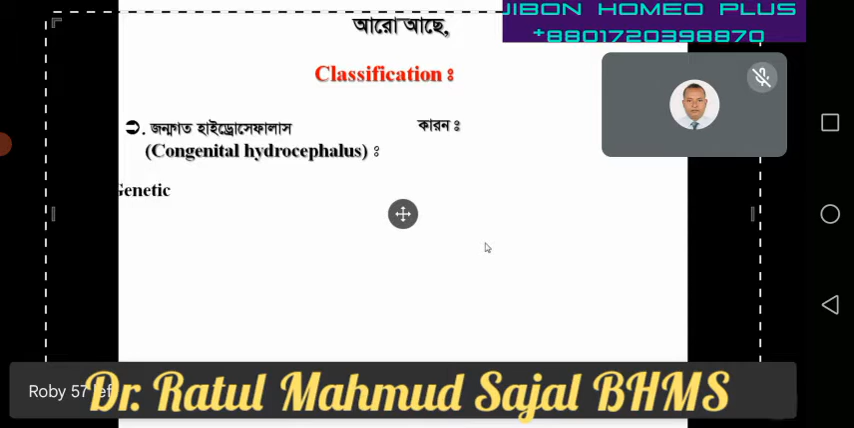 JIBON HOMEO PLUS
+8801720398870
আরো আছে,
Classification ঃ
➲. জন্মগত হাইড্রোসেফালাস
কারন ঃ
(Congenital hydrocephalus) ঃ
Genetic
Roby 57 left
Dr. Ratul Mahmud Sajal BHMS